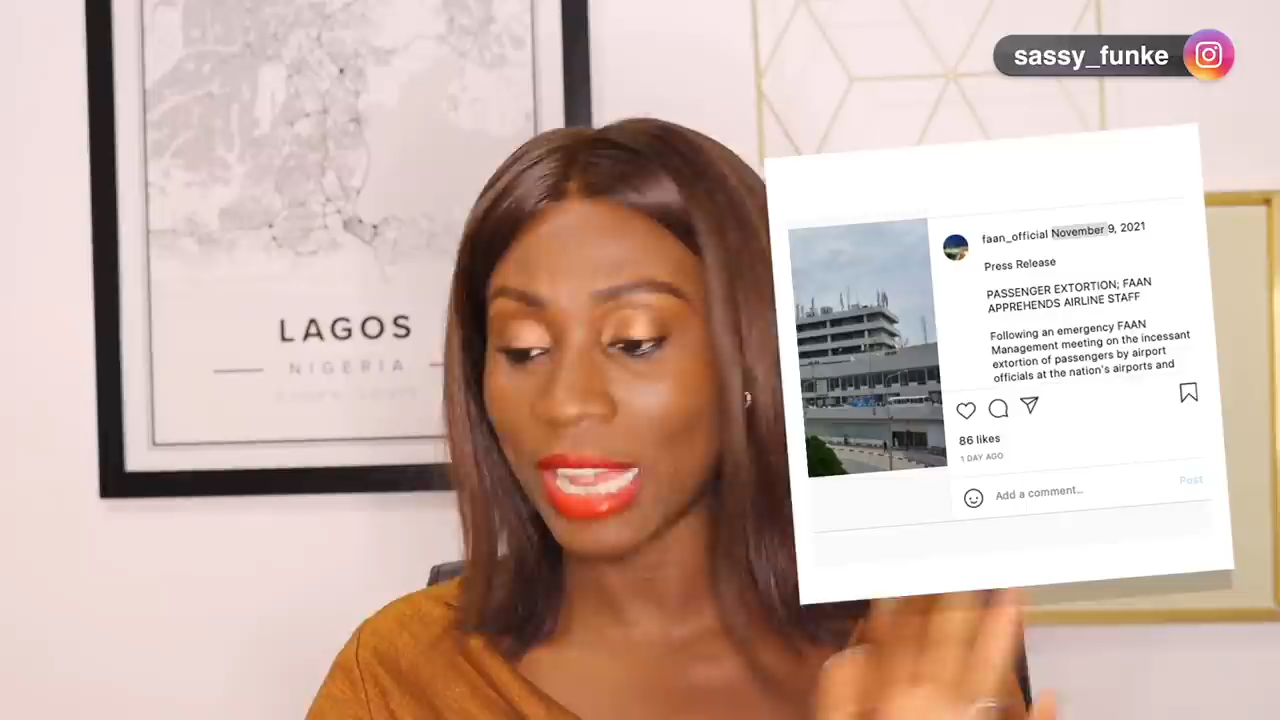 sassy_funke
LAGOS
NIGERIA
faan_official November 9, 2021
Press Release
PASSENGER EXTORTION; FAAN
APPREHENDS AIRLINE STAFF
Following an emergency FAAN
Management meeting on the incessant
extortion of passengers by airport
officials at the nation's airports and
86 likes
1 DAY AGO
Add a comment...
Post